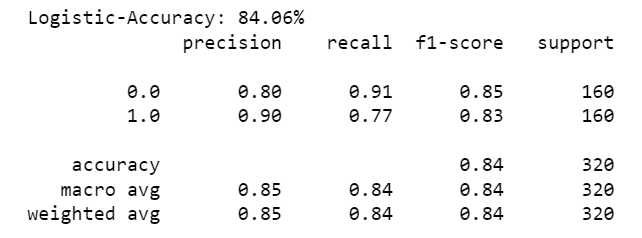 Logistic-Accuracy: 84.06%
precision recall f1-score support
0.0 0.80 0.91 0.85 160
1.0 0.90 0.77 0.83 160
accuracy 0.84 320
macro avg 0.85 0.84 0.84 320
weighted avg 0.85 0.84 0.84 320